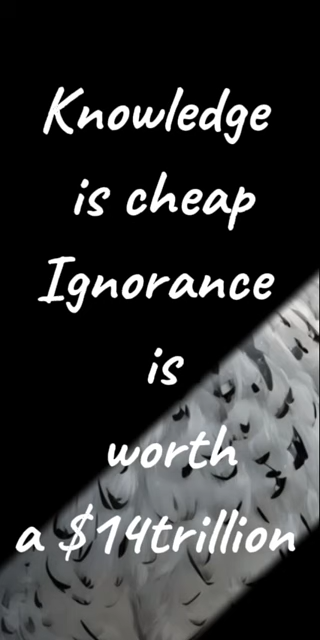 Knowledge
is cheap
Ignorance
is
worth
a $14trillion